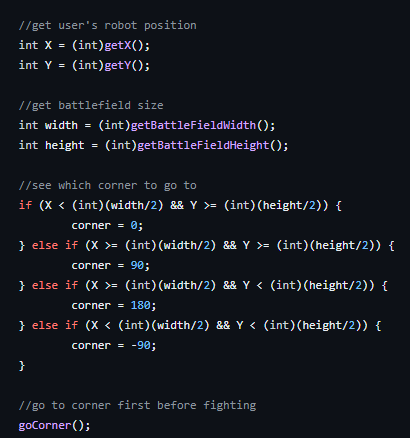 //get user's robot position
int X = (int)getX();
int Y = (int)getY();

//get battlefield size
int width = (int)getBattleFieldWidth();
int height = (int)getBattleFieldHeight();

//see which corner to go to
if (X < (int)(width/2) && Y >= (int)(height/2)) {
        corner = 0;
} else if (X >= (int)(width/2) && Y >= (int)(height/2)) {
        corner = 90;
} else if (X >= (int)(width/2) && Y < (int)(height/2)) {
        corner = 180;
} else if (X < (int)(width/2) && Y < (int)(height/2)) {
        corner = -90;
}

//go to corner first before fighting
goCorner();